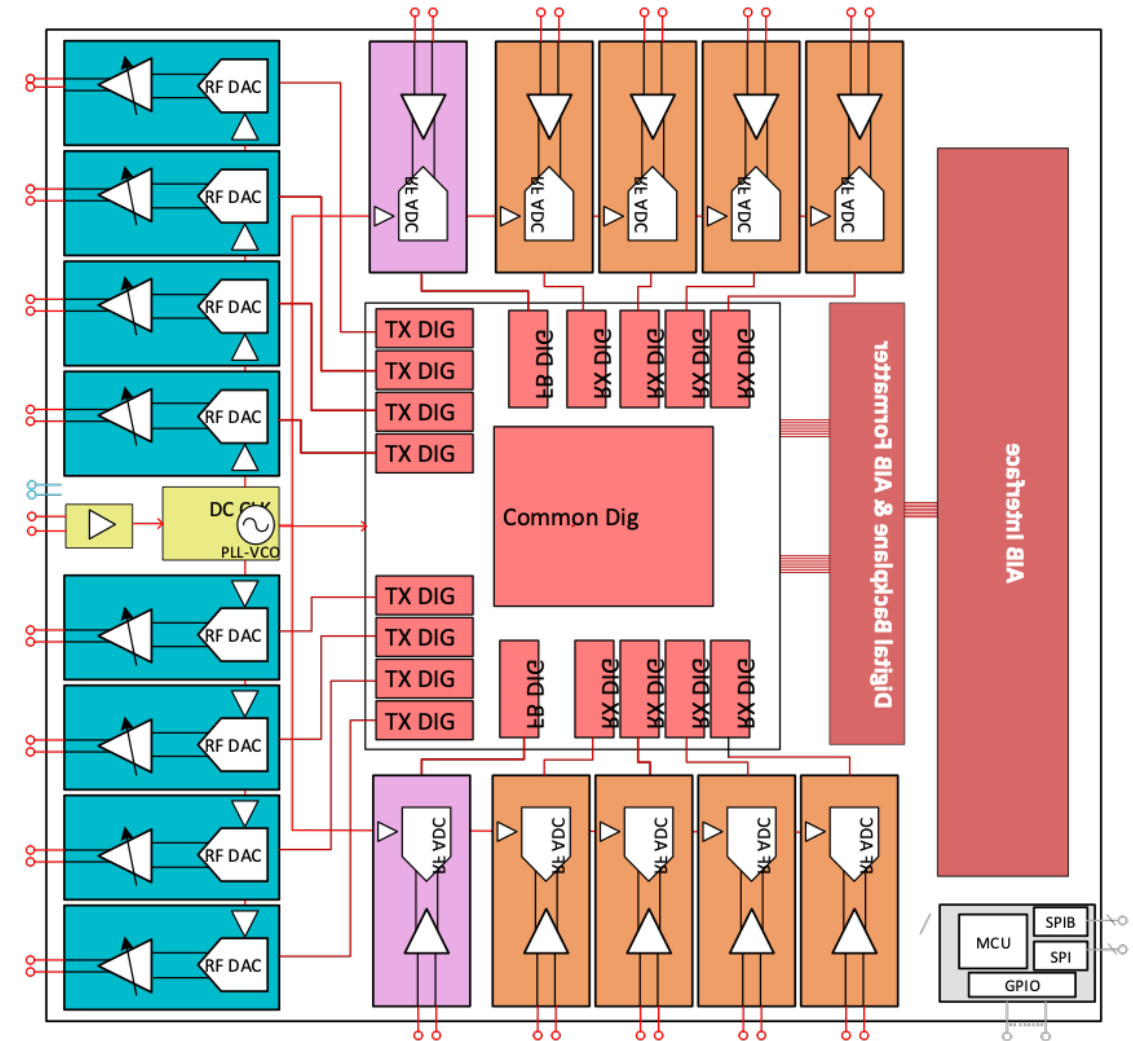 RF DAC
RF DAC
RF DAC
RF DAC
DC CLK
PLL-VCO
RF DAC
RF DAC
RF DAC
RF DAC
RF ADC
RF ADC
RF ADC
RF ADC
RF ADC
TX DIG
TX DIG
TX DIG
TX DIG
FB DIG
RX DIG
RX DIG
RX DIG
RX DIG
Common Dig
TX DIG
TX DIG
TX DIG
TX DIG
FB DIG
RX DIG
RX DIG
RX DIG
RX DIG
RF ADC
RF ADC
RF ADC
RF ADC
RF ADC
Digitial Backplane & AIB Formatter
AIB Interface
MCU
SPIB
SPI
GPIO